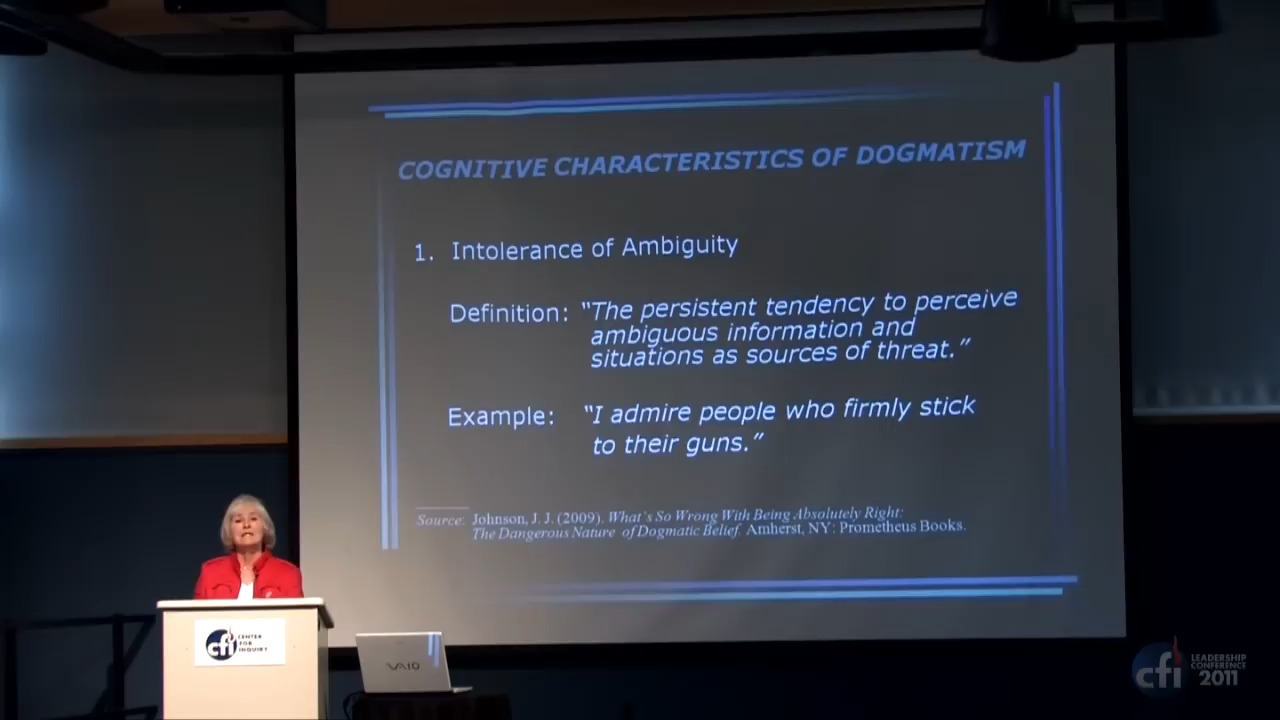 COGNITIVE CHARACTERISTICS OF DOGMATISM
1. Intolerance of Ambiguity
Definition: “The persistent tendency to perceive
ambiguous information and
situations as sources of threat.”
Example: “I admire people who firmly stick
to their guns.”
Source: Johnson, J. J. (2009). What's So Wrong With Being Absolutely Right:
The Dangerous Nature of Dogmatic Belief. Amherst, NY: Prometheus Books.
cfi CENTER
FOR
INQUIRY
VAIO
cfi LEADERSHIP
CONFERENCE
2011